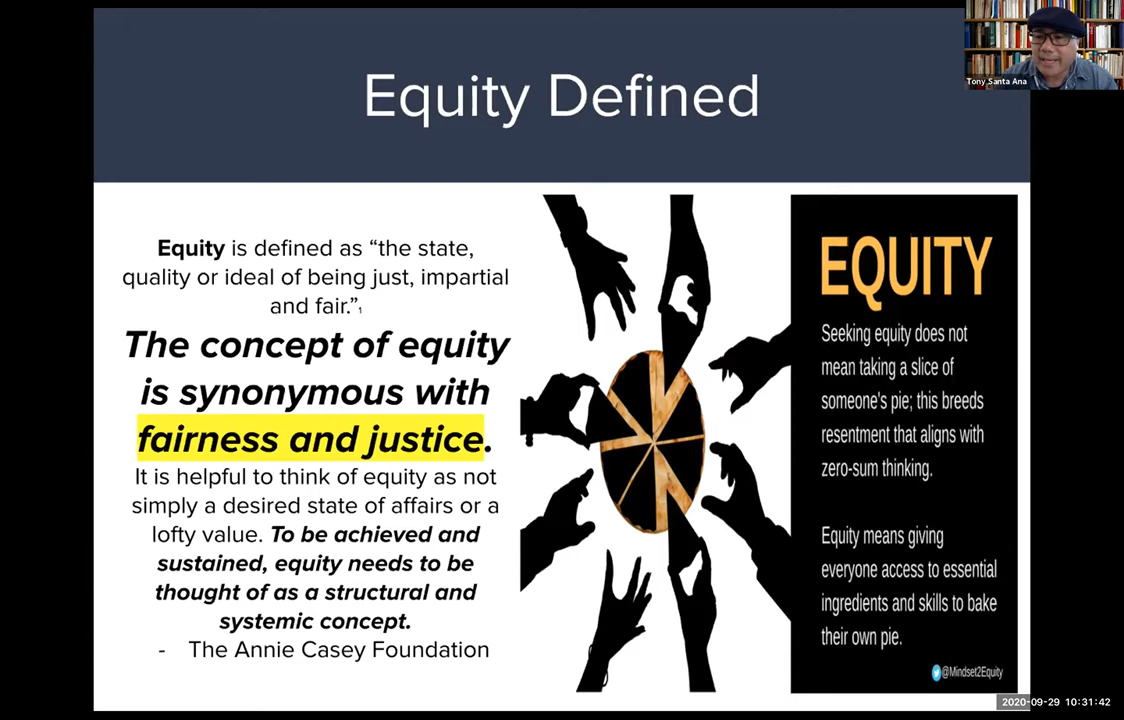 Equity Defined
Tony Santa Ana
Equity is defined as “the state,
quality or ideal of being just, impartial
and fair.”1
The concept of equity
is synonymous with
fairness and justice.
It is helpful to think of equity as not
simply a desired state of affairs or a
lofty value. To be achieved and
sustained, equity needs to be
thought of as a structural and
systemic concept.
- The Annie Casey Foundation
EQUITY
Seeking equity does not
mean taking a slice of
someone's pie; this breeds
resentment that aligns with
zero-sum thinking.
Equity means giving
everyone access to essential
ingredients and skills to bake
their own pie.
@Mindset2Equity
2020-09-29 10:31:42